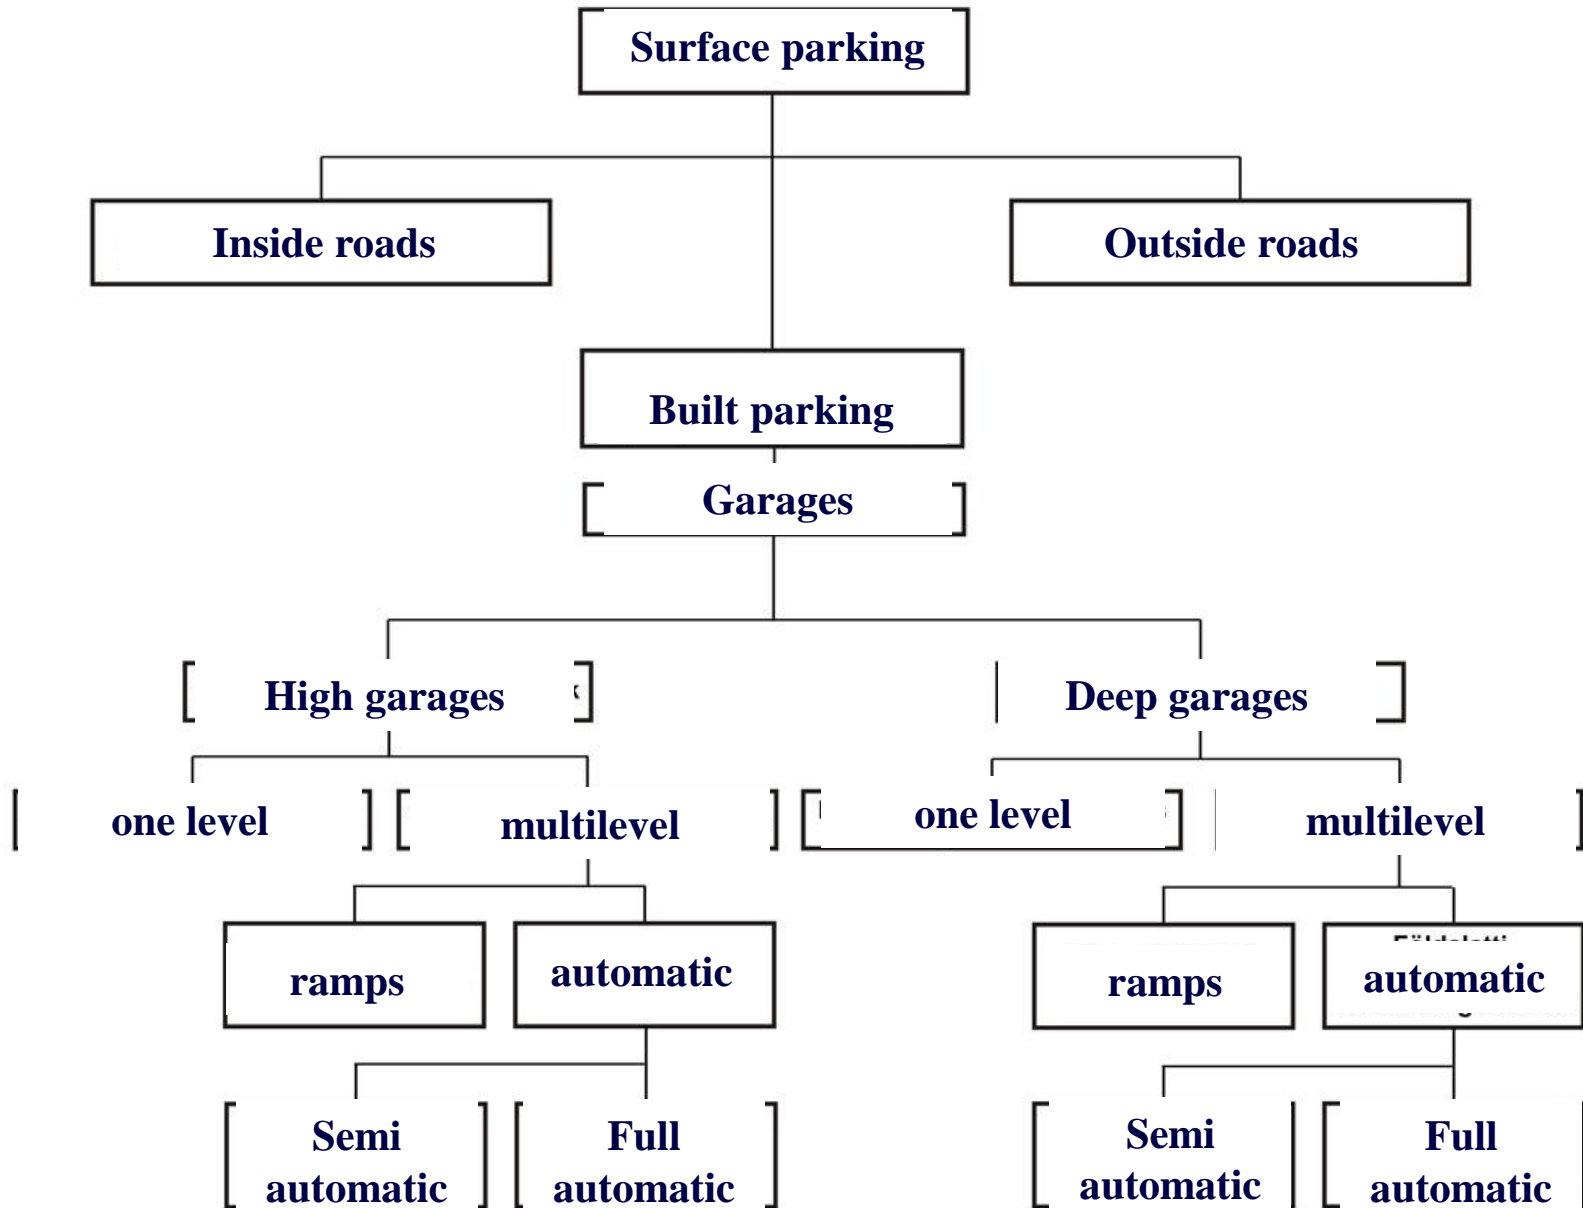 Surface parking
Inside roads
Outside roads
Built parking
Garages
High garages
Deep garages
one level
multilevel
one level
multilevel
ramps
automatic
ramps
automatic
Semi
automatic
Full
automatic
Semi
automatic
Full
automatic